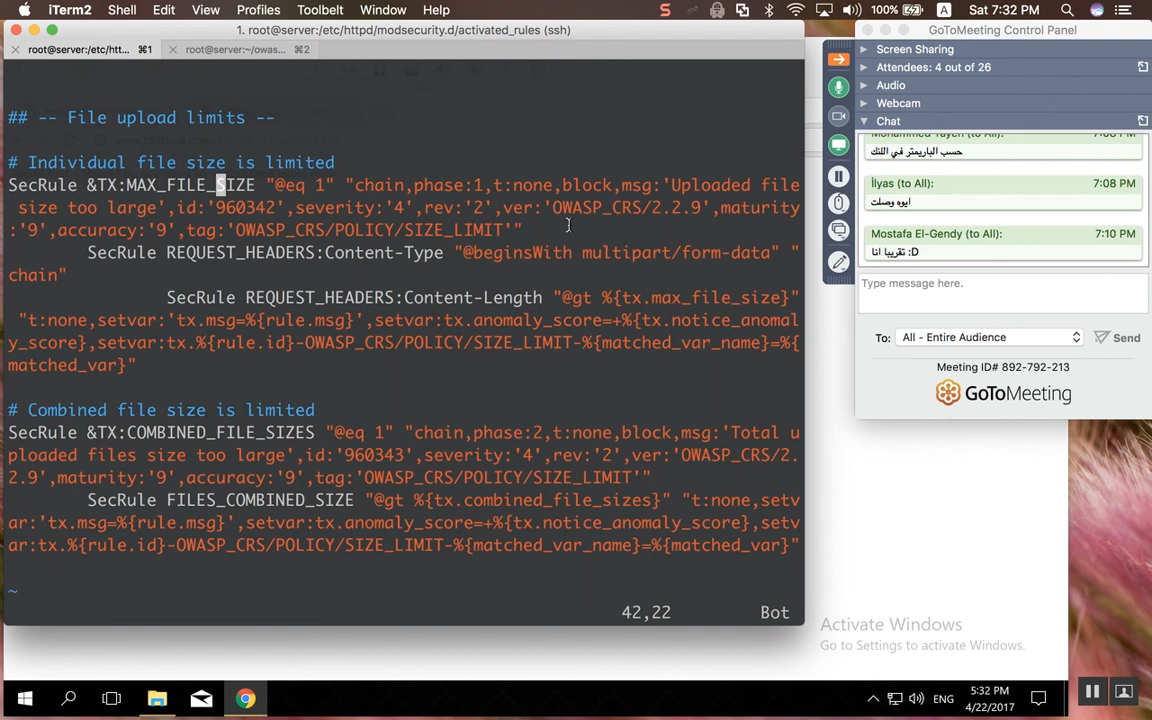 iTerm2 Shell Edit View Profiles Toolbelt Window Help
100% A Sat 7:32 PM
1. root@server:/etc/httpd/modsecurity.d/activated_rules (ssh)
root@server:/etc/htt... ⌘1
root@server:~/owas... ⌘2
## -- File upload limits --
# Individual file size is limited
SecRule &TX:MAX_FILE_SIZE "@eq 1" "chain,phase:1,t:none,block,msg:'Uploaded file
size too large',id:'960342',severity:'4',rev:'2',ver:'OWASP_CRS/2.2.9',maturity
:'9',accuracy:'9',tag:'OWASP_CRS/POLICY/SIZE_LIMIT'"
SecRule REQUEST_HEADERS:Content-Type "@beginsWith multipart/form-data" "
chain"
SecRule REQUEST_HEADERS:Content-Length "@gt %{tx.max_file_size}"
"t:none,setvar:'tx.msg=%{rule.msg}',setvar:tx.anomaly_score=+%{tx.notice_anomal
y_score},setvar:tx.%{rule.id}-OWASP_CRS/POLICY/SIZE_LIMIT-%{matched_var_name}=%{
matched_var}"
# Combined file size is limited
SecRule &TX:COMBINED_FILE_SIZES "@eq 1" "chain,phase:2,t:none,block,msg:'Total u
ploaded files size too large',id:'960343',severity:'4',rev:'2',ver:'OWASP_CRS/2.
2.9',maturity:'9',accuracy:'9',tag:'OWASP_CRS/POLICY/SIZE_LIMIT'"
SecRule FILES_COMBINED_SIZE "@gt %{tx.combined_file_sizes}" "t:none,setv
ar:'tx.msg=%{rule.msg}',setvar:tx.anomaly_score=+%{tx.notice_anomaly_score},setv
ar:tx.%{rule.id}-OWASP_CRS/POLICY/SIZE_LIMIT-%{matched_var_name}=%{matched_var}"
~
42,22 Bot
GoToMeeting Control Panel
Screen Sharing
Attendees: 4 out of 26
Audio
Webcam
Chat
حسب الباريمتر في اللنك
İlyas (to All): 7:08 PM
ايوه وصلت
Mostafa El-Gendy (to All): 7:10 PM
تقريبا انا :D
Type message here.
To: All - Entire Audience Send
Meeting ID# 892-792-213
GoToMeeting
Activate Windows
Go to Settings to activate Windows.
ENG
5:32 PM
4/22/2017